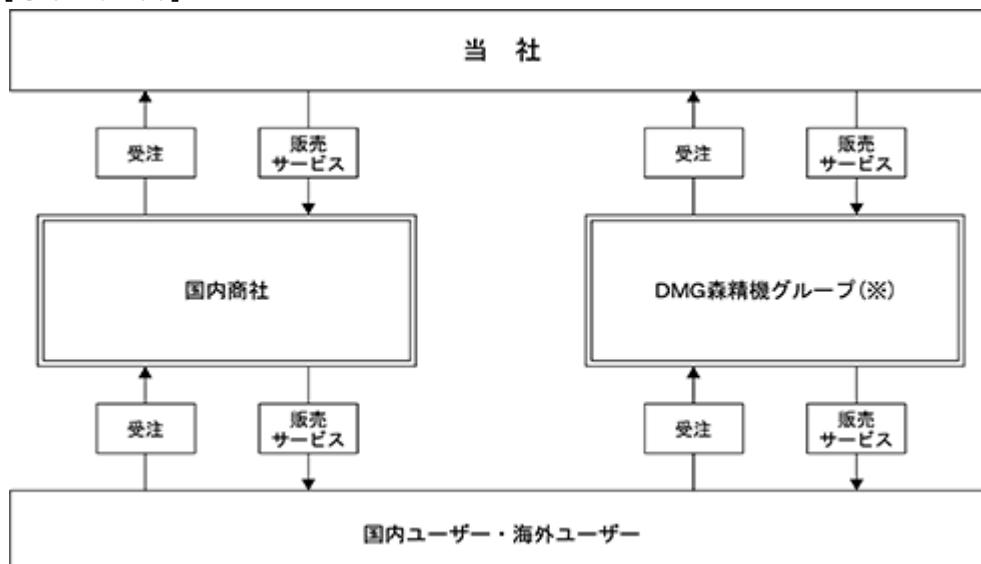 当 社
受注
販売
サービス
受注
販売
サービス
国内商社
DMG森精機グループ(※)
受注
販売
サービス
受注
販売
サービス
国内ユーザー・海外ユーザー